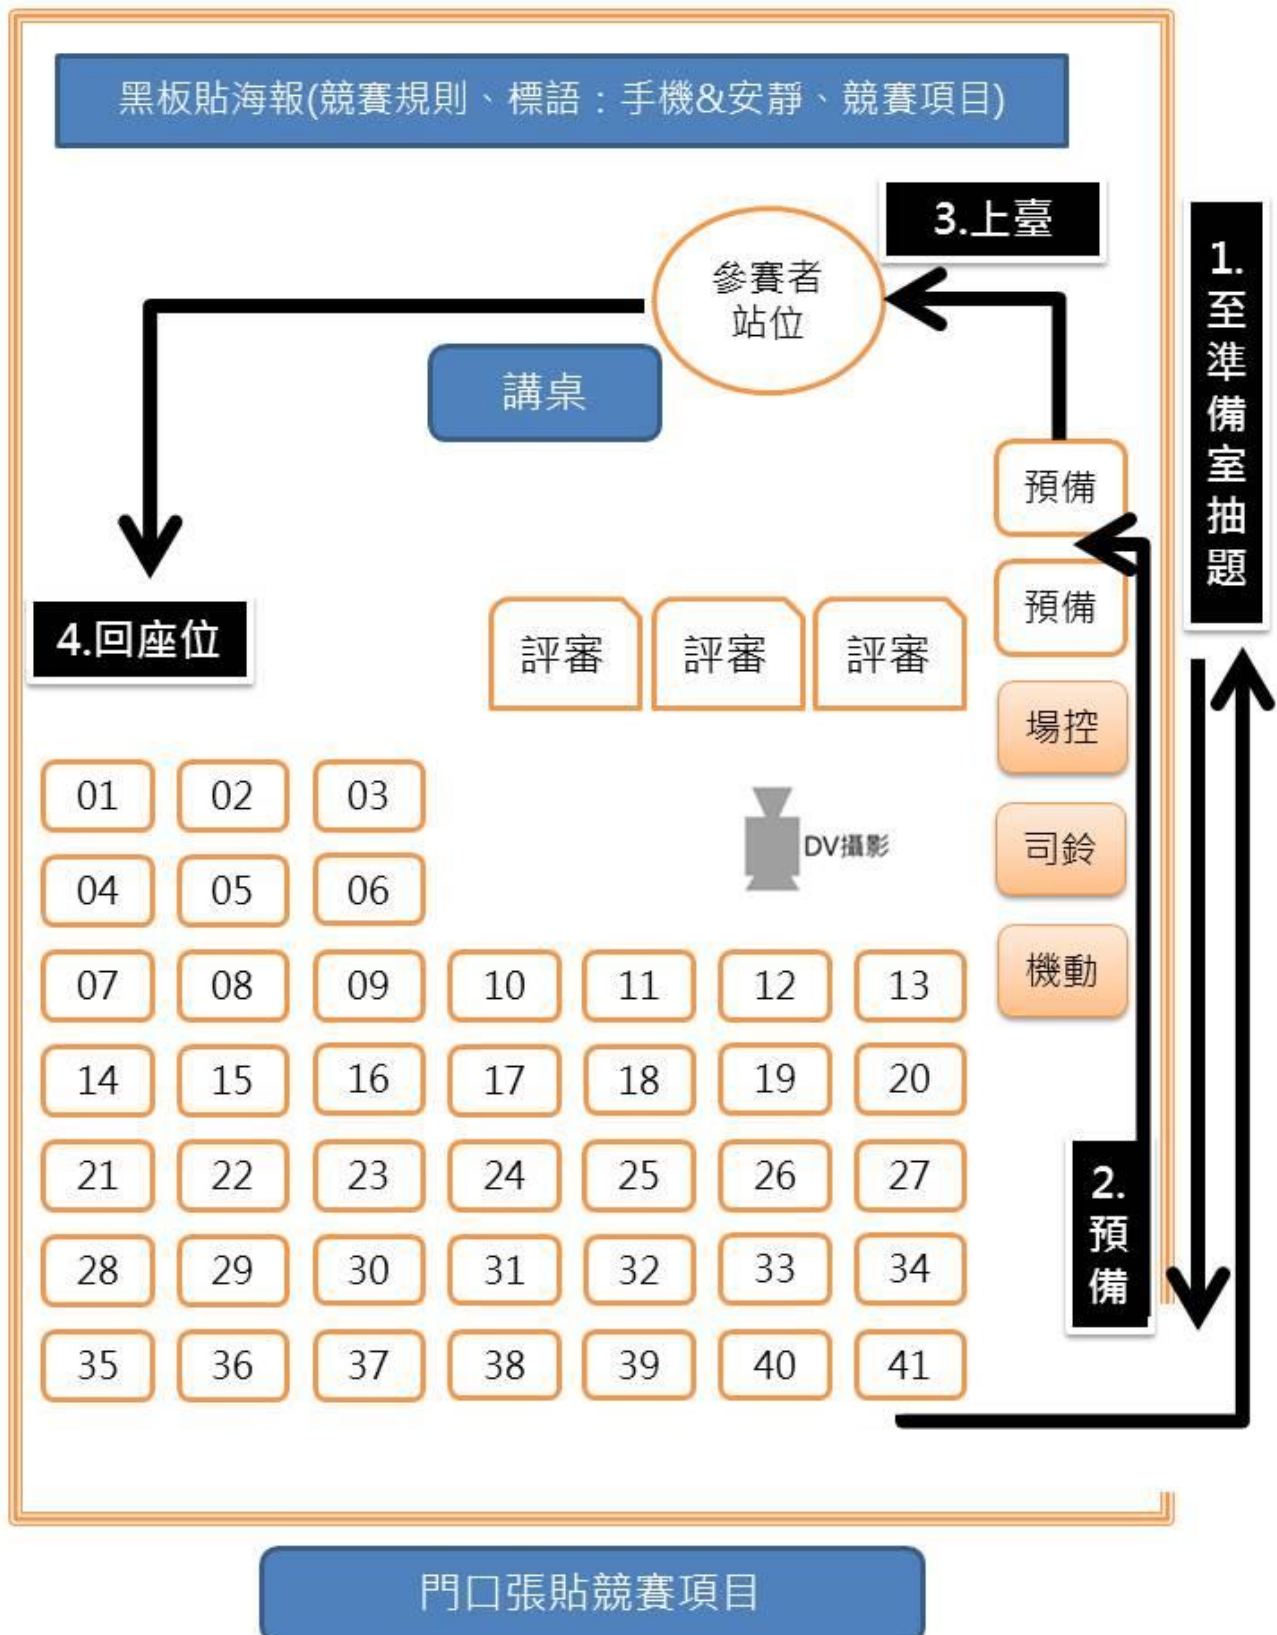 黑板貼海報(競賽規則、標語：手機&安靜、競賽項目)
3.上臺
1.
至
準
備
室
抽
題
參賽者
站位
講桌
預備
預備
4.回座位
評審 評審 評審
場控
01 02 03
DV攝影
司鈴
04 05 06
機動
07 08 09 10 11 12 13
14 15 16 17 18 19 20
21 22 23 24 25 26 27
2.
預
備
28 29 30 31 32 33 34
35 36 37 38 39 40 41
門口張貼競賽項目